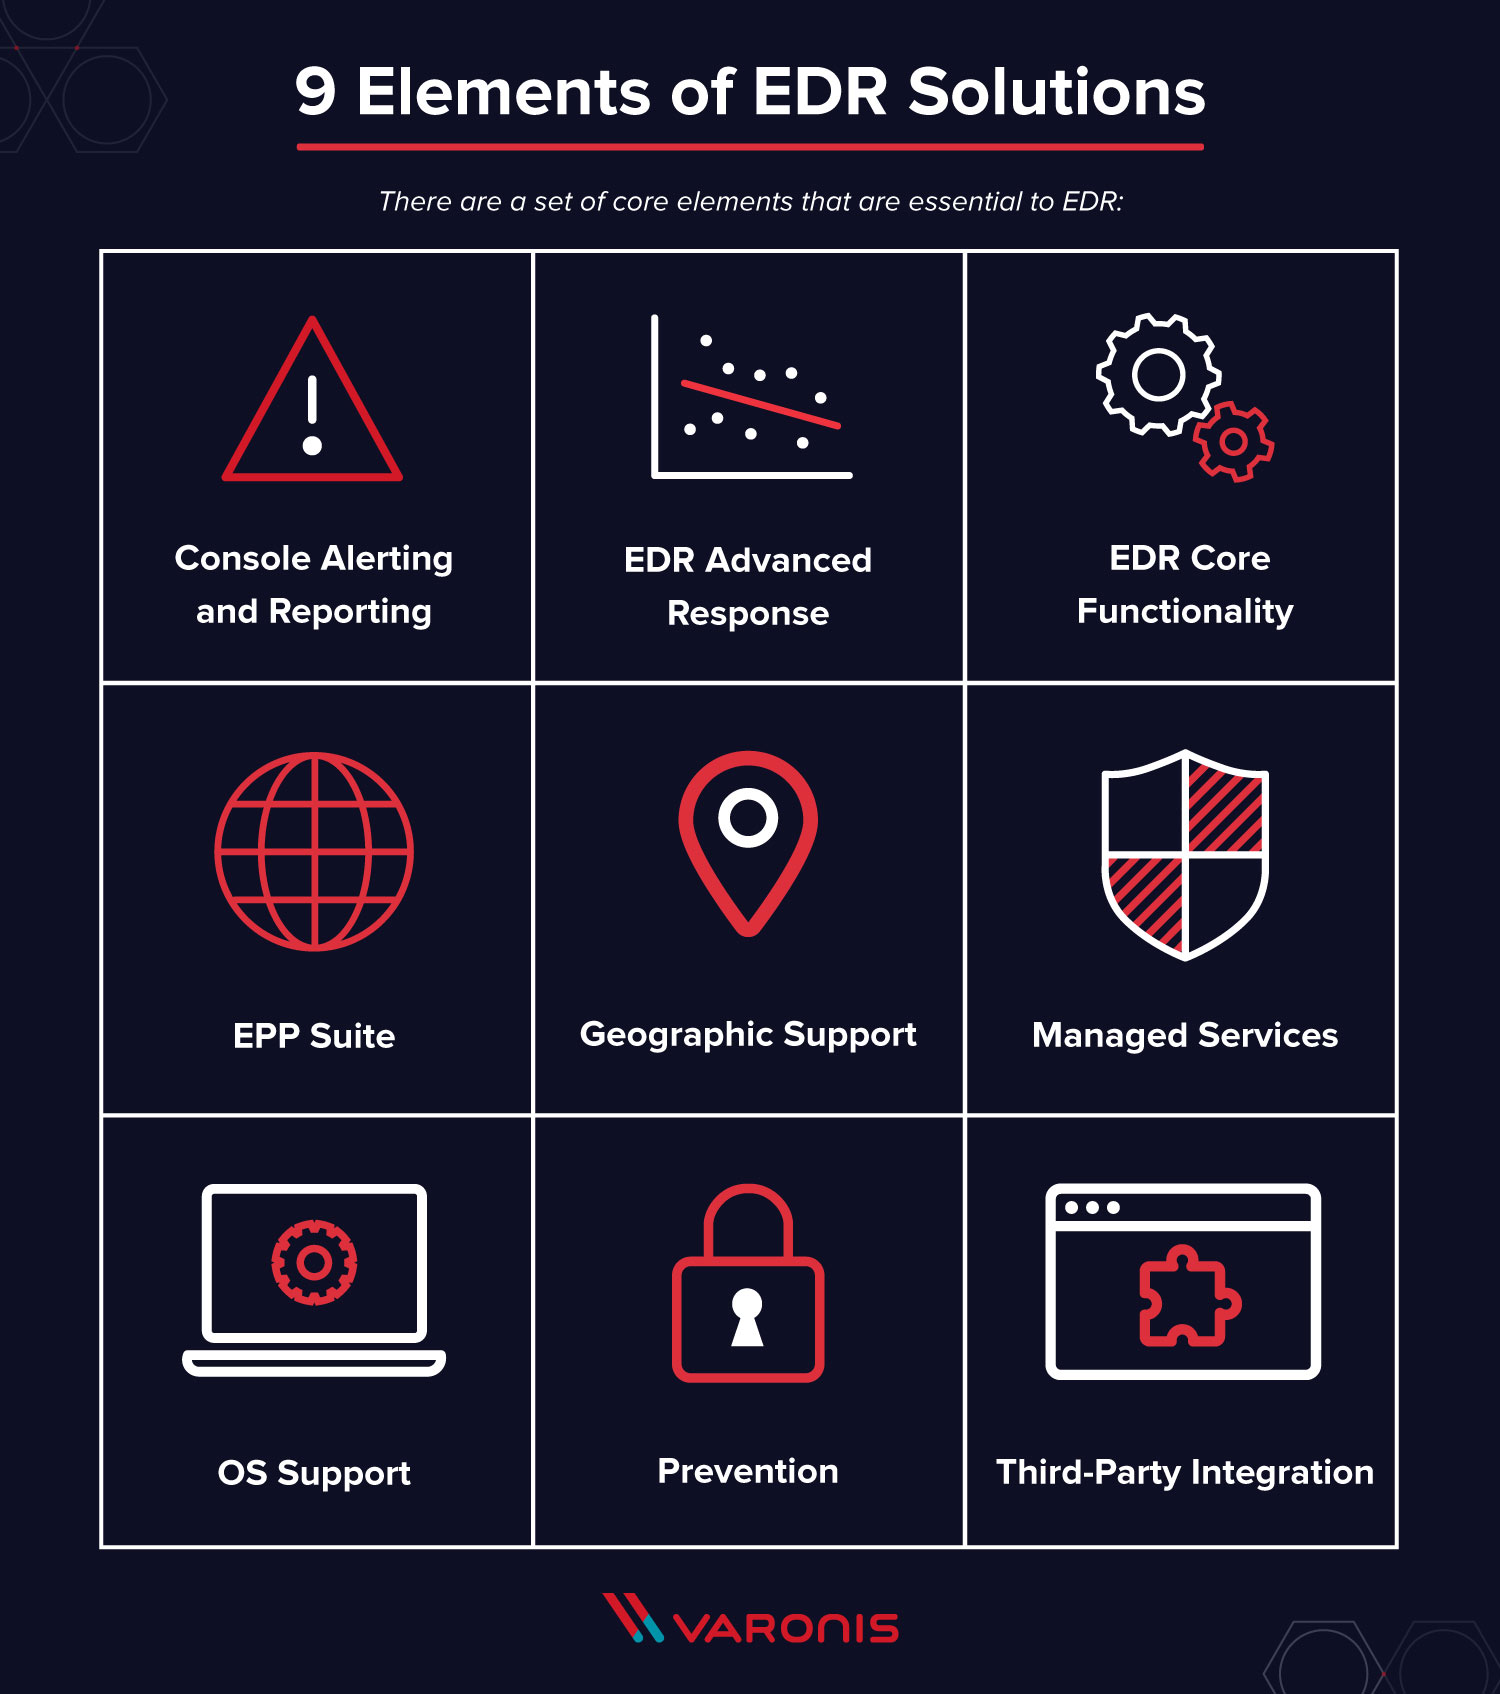 9 Elements of EDR Solutions
There are a set of core elements that are essential to EDR:
Console Alerting
and Reporting
EDR Advanced
Response
EDR Core
Functionality
EPP Suite
Geographic Support
Managed Services
OS Support
Prevention
Third-Party Integration
VARONIS